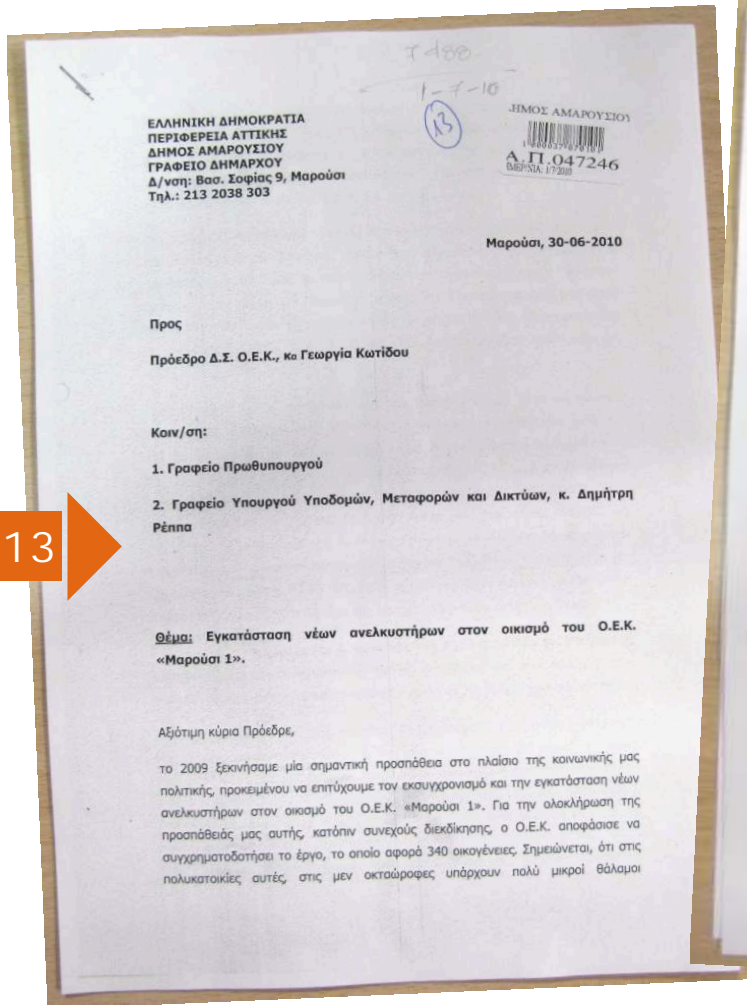 1-7-10
13
ΔΗΜΟΣ ΑΜΑΡΟΥΣΙΟΥ
Α.Π.047246
ΗΜΕΡ/ΝΙΑ: 1/7/2010
ΕΛΛΗΝΙΚΗ ΔΗΜΟΚΡΑΤΙΑ
ΠΕΡΙΦΕΡΕΙΑ ΑΤΤΙΚΗΣ
ΔΗΜΟΣ ΑΜΑΡΟΥΣΙΟΥ
ΓΡΑΦΕΙΟ ΔΗΜΑΡΧΟΥ
Δ/νση: Βασ. Σοφίας 9, Μαρούσι
Τηλ.: 213 2038 303
Μαρούσι, 30-06-2010
Προς
Πρόεδρο Δ.Σ. Ο.Ε.Κ., κα Γεωργία Κωτίδου
Κοιν/ση:
1. Γραφείο Πρωθυπουργού
2. Γραφείο Υπουργού Υποδομών, Μεταφορών και Δικτύων, κ. Δημήτρη
Ρέππα
13
Θέμα: Εγκατάσταση νέων ανελκυστήρων στον οικισμό του Ο.Ε.Κ.
«Μαρούσι 1».
Αξιότιμη κύρια Πρόεδρε,
το 2009 ξεκινήσαμε μία σημαντική προσπάθεια στο πλαίσιο της κοινωνικής μας
πολιτικής, προκειμένου να επιτύχουμε τον εκσυγχρονισμό και την εγκατάσταση νέων
ανελκυστήρων στον οικισμό του Ο.Ε.Κ. «Μαρούσι 1». Για την ολοκλήρωση της
προσπάθειάς μας αυτής, κατόπιν συνεχούς διεκδίκησης, ο Ο.Ε.Κ. αποφάσισε να
συγχρηματοδοτήσει το έργο, το οποίο αφορά 340 οικογένειες. Σημειώνεται, ότι στις
πολυκατοικίες αυτές, στις μεν οκταώροφες υπάρχουν πολύ μικροί θάλαμοι